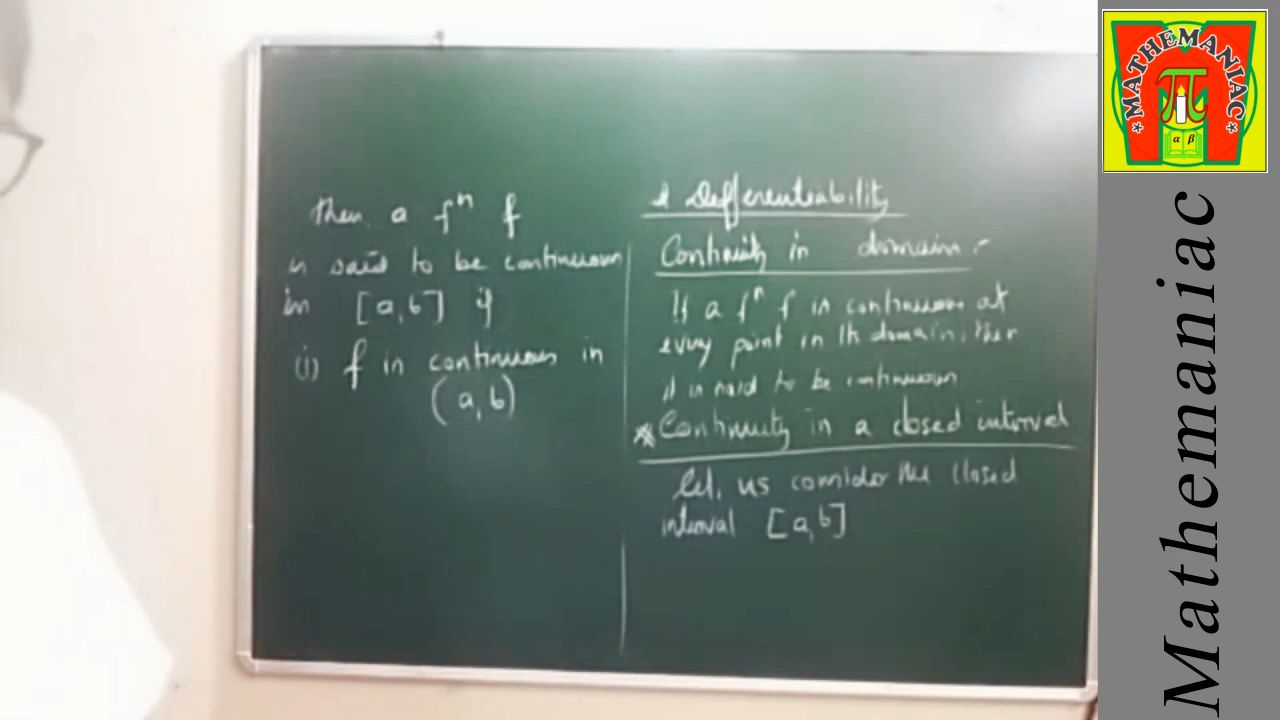 then a fⁿ f
is said to be continuous
in [a,b] if
(i) f is continuous in
(a, b)
& Differentiability
Continuity in domain :-
If a fⁿ f is continuous at
every point in its domain, then
it is said to be continuous
* Continuity in a closed interval
Let, us consider the closed
interval [a,b]
*MATHEMANIAC*
π
α β
Mathemaniac